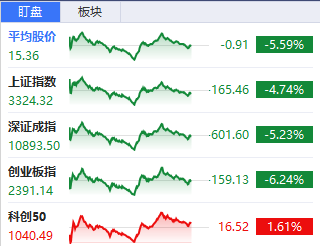 盯盘 板块
平均股价 -0.91 -5.59%
15.36
上证指数 -165.46 -4.74%
3324.32
深证成指 -601.60 -5.23%
10893.50
创业板指 -159.13 -6.24%
2391.14
科创50 16.52 1.61%
1040.49